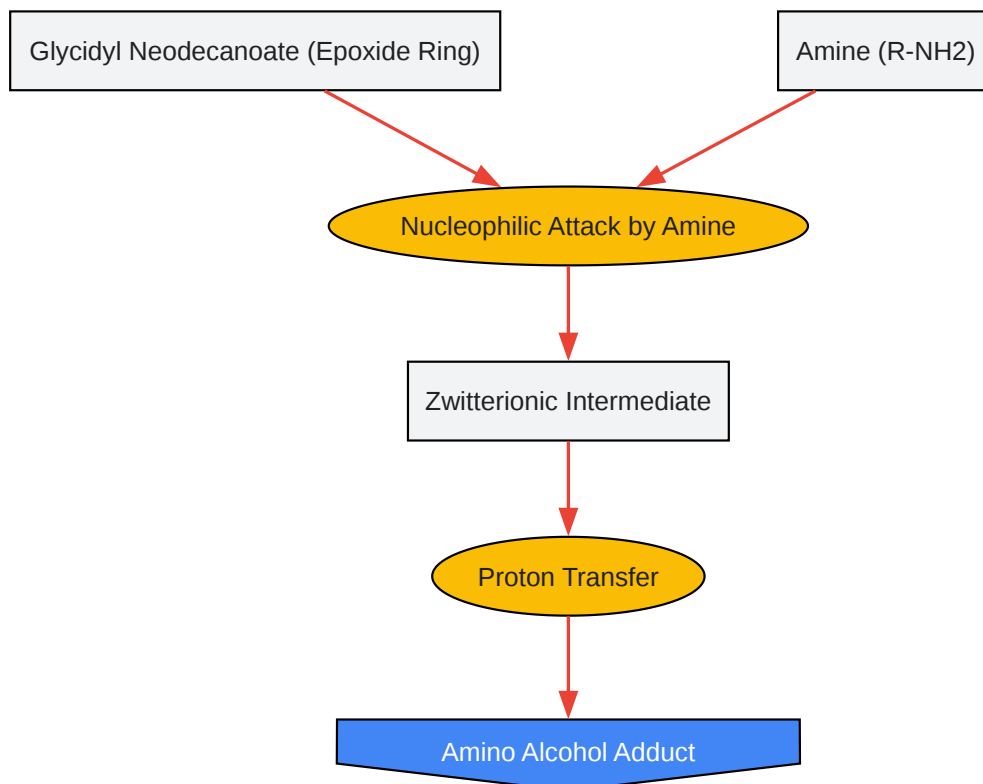 Glycidyl Neodecanoate (Epoxide Ring)
Amine (R-NH2)
Nucleophilic Attack by Amine
Zwitterionic Intermediate
Proton Transfer
Amino Alcohol Adduct